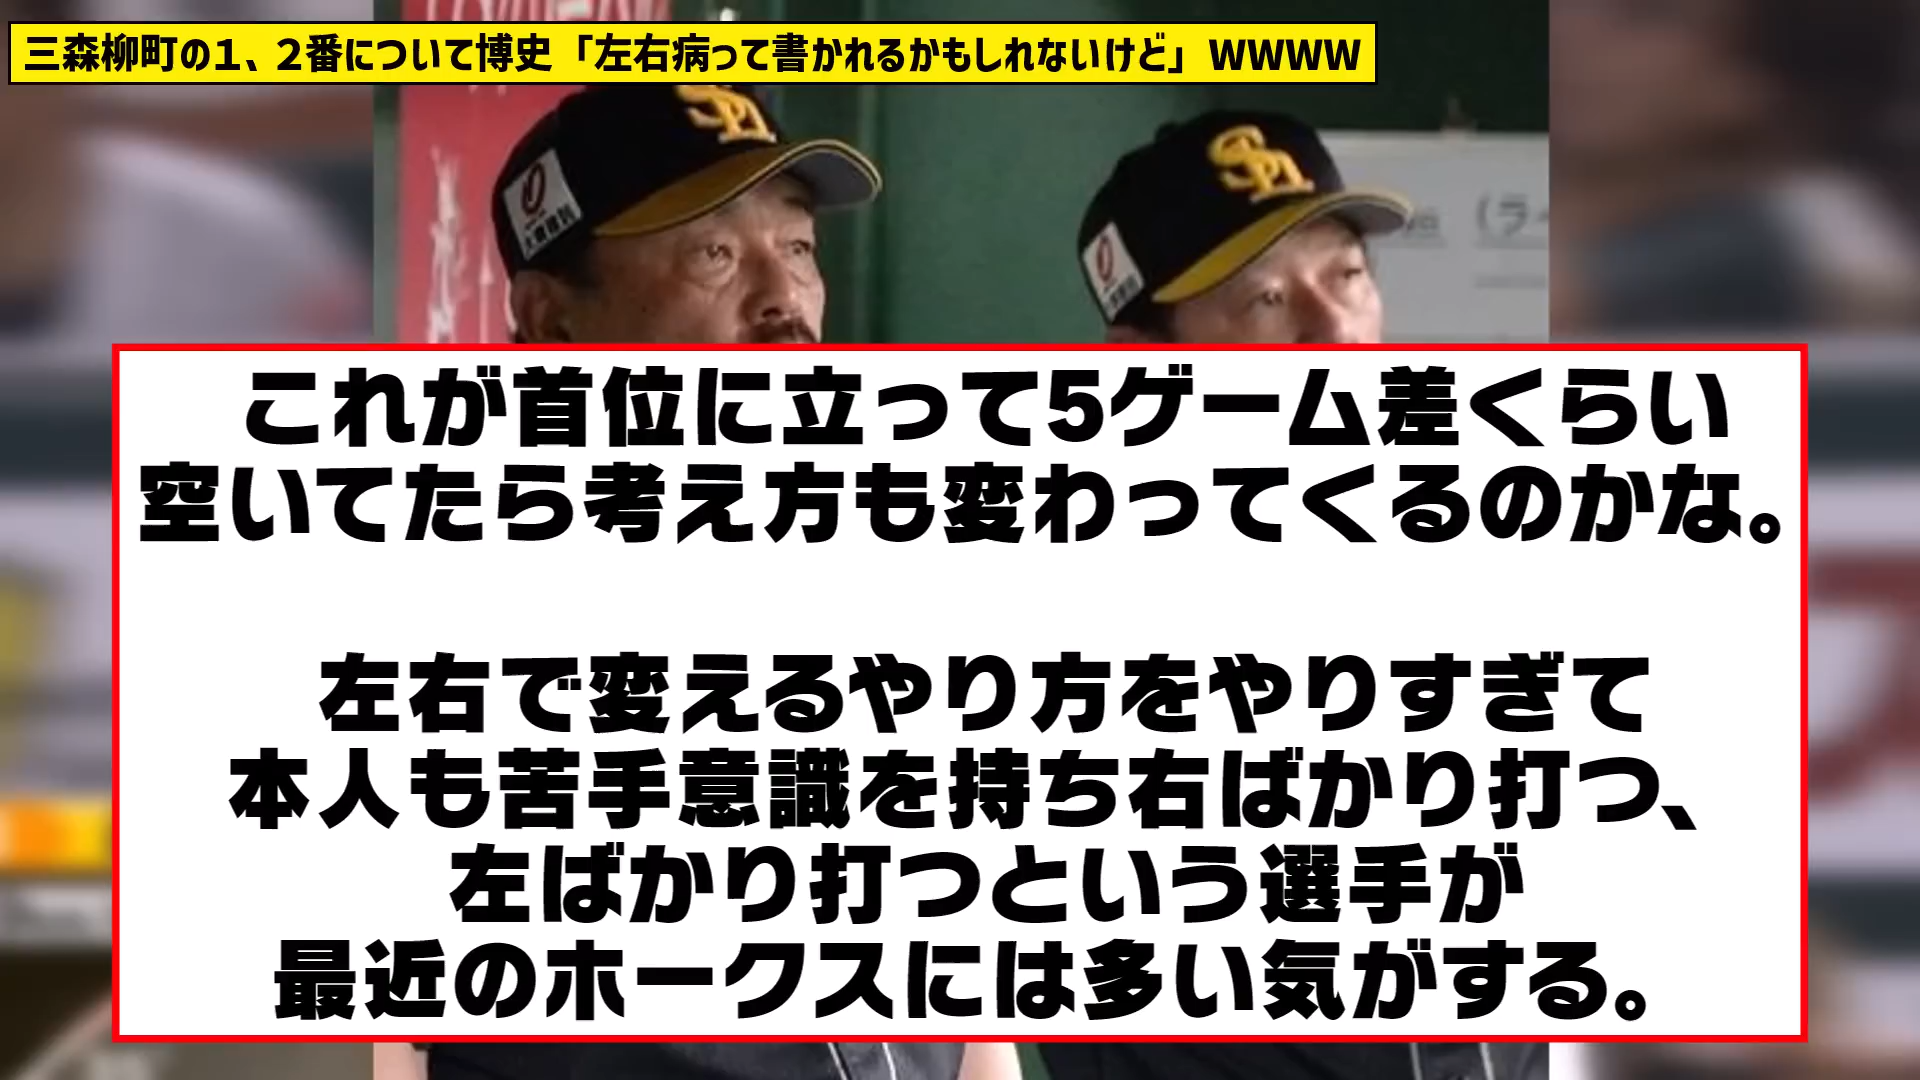 三森柳町の１、２番について博史「左右病って書かれるかもしれないけど」WWWW
SH
SH
(ラ
これが首位に立って5ゲーム差くらい
空いてたら考え方も変わってくるのかな。
左右で変えるやり方をやりすぎて
本人も苦手意識を持ち右ばかり打つ、
左ばかり打つという選手が
最近のホークスには多い気がする。